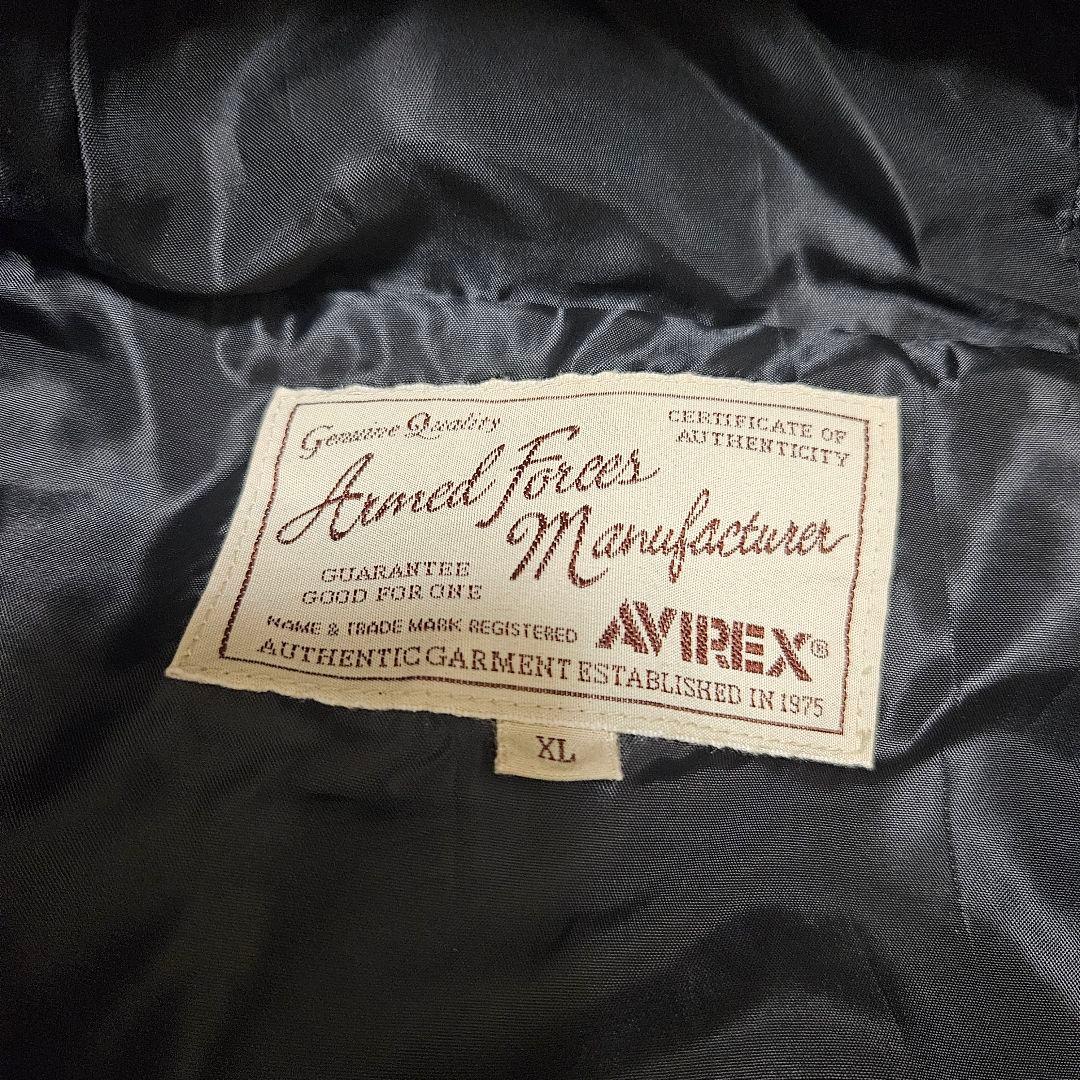 Genuine Quality
CERTIFICATE OF
AUTHENTICITY
Armed Forces
Manufacturer
GUARANTEE
GOOD FOR ONE
NAME & TRADE MARK REGISTERED
AVIREX®
AUTHENTIC GARMENT ESTABLISHED IN 1975
XL